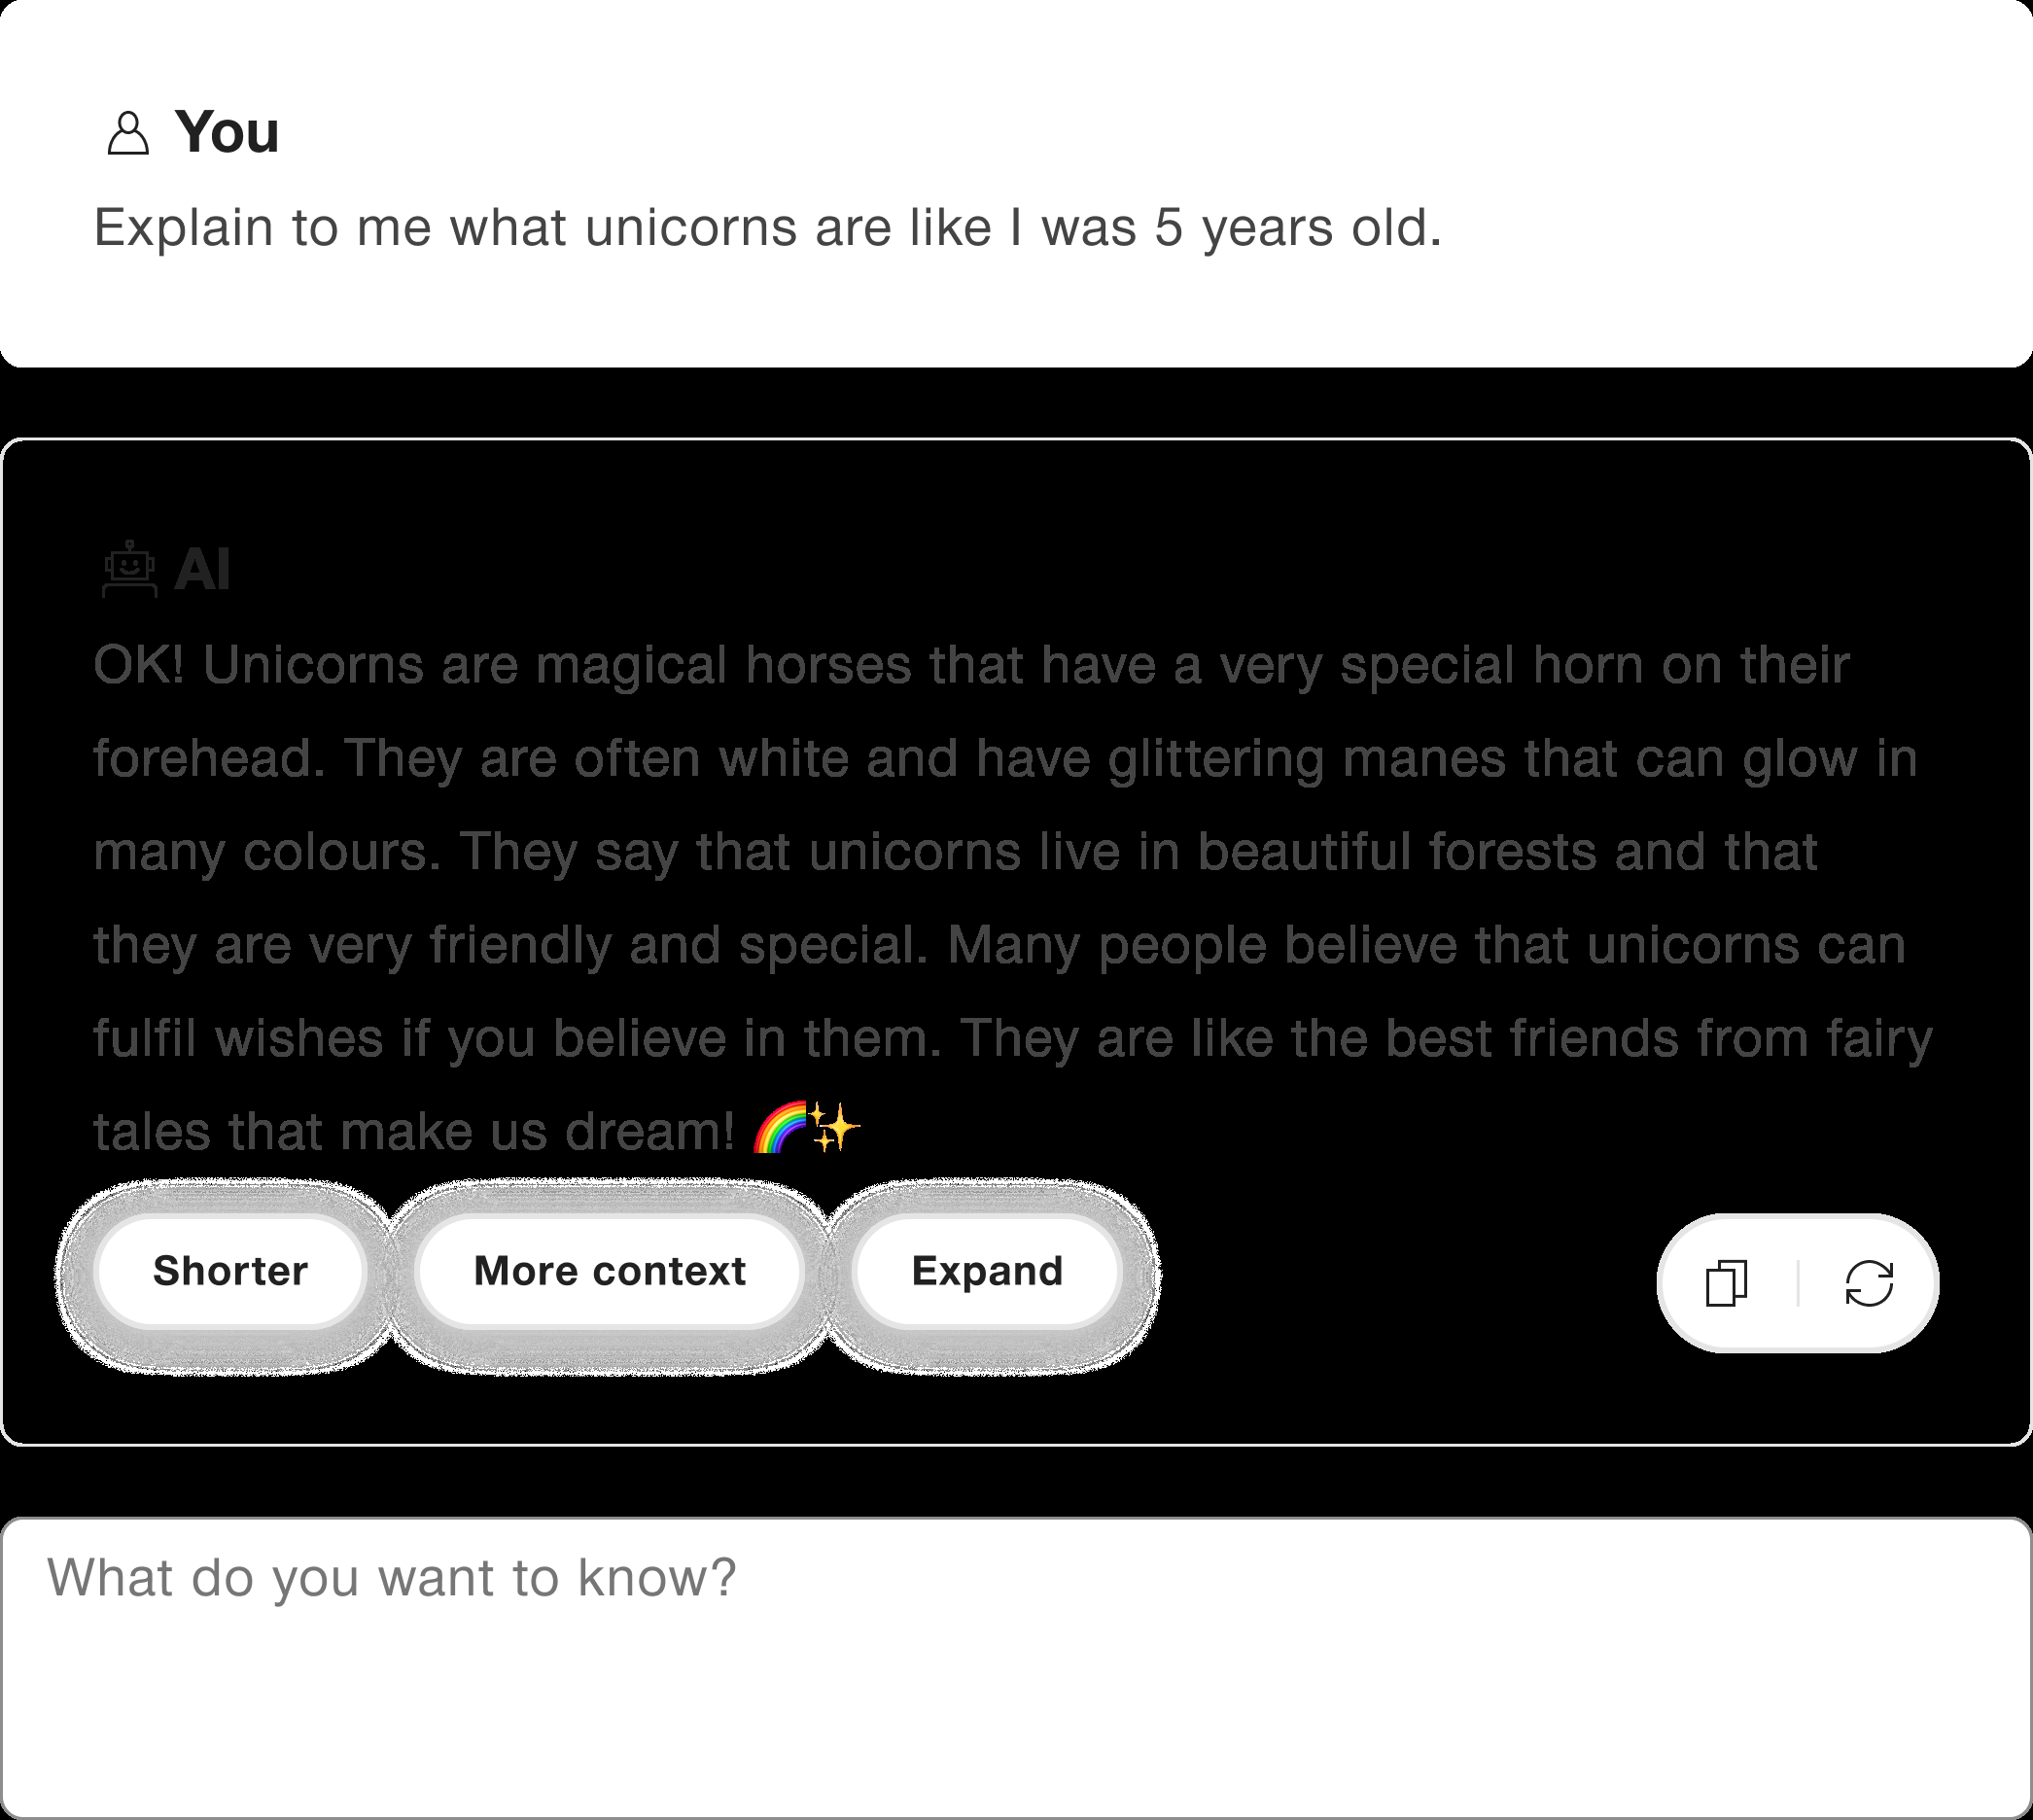 You
Explain to me what unicorns are like I was 5 years old.
AI
OK! Unicorns are magical horses that have a very special horn on their
forehead. They are often white and have glittering manes that can glow in
many colours. They say that unicorns live in beautiful forests and that
they are very friendly and special. Many people believe that unicorns can
fulfil wishes if you believe in them. They are like the best friends from fairy
tales that make us dream! 🌈✨
Shorter
More context
Expand
What do you want to know?